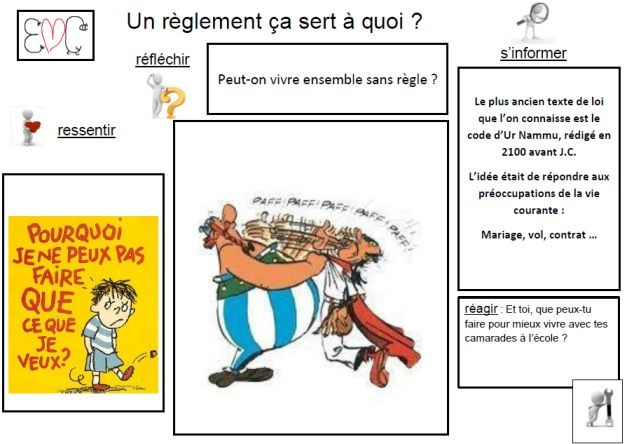 EMC
Un règlement ça sert à quoi ?
réfléchir
Peut-on vivre ensemble sans règle ?
s'informer
Le plus ancien texte de loi
que l'on connaisse est le
code d'Ur Nammu, rédigé en
2100 avant J.C.
L'idée était de répondre aux
préoccupations de la vie
courante :
Mariage, vol, contrat ...
ressentir
POURQUOI
JE NE PEUX PAS
FAIRE
QUE
CE QUE
JE
VEUX?
PAFF! PAFF! PAFF! PAFF! PAFF!
PAFF!
réagir : Et toi, que peux-tu
faire pour mieux vivre avec tes
camarades à l'école ?